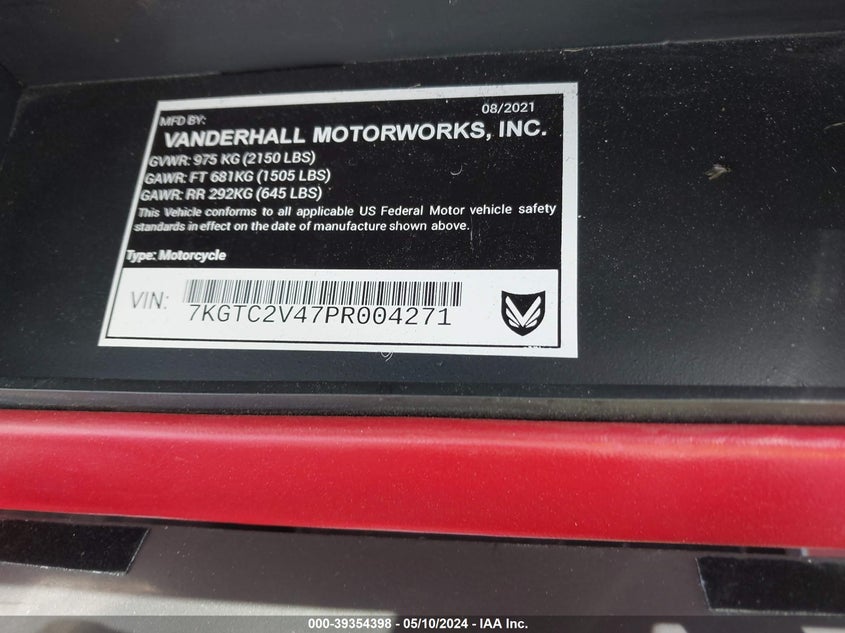 08/2021
MFD BY:
VANDERHALL MOTORWORKS, INC.
GVWR: 975 KG (2150 LBS)
GAWR: FT 681KG (1505 LBS)
GAWR: RR 292KG (645 LBS)
This Vehicle conforms to all applicable US Federal Motor vehicle safety
standards in effect on the date of manufacture shown above.
Type: Motorcycle
VIN:
7KGTC2V47PR004271
000-39354398 - 05/10/2024 - IAA Inc.